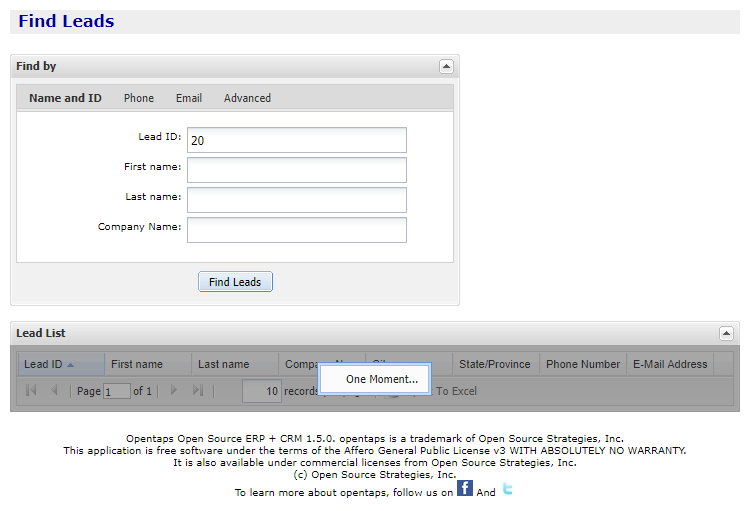 Find Leads
Find by
Name and ID Phone Email Advanced
Lead ID: 20
First name:
Last name:
Company Name:
Find Leads
Lead List
Lead ID First name Last name State/Province Phone Number E-Mail Address
One Moment...
Page 1 of 1 10 records To Excel
Opentaps Open Source ERP + CRM 1.5.0. opentaps is a trademark of Open Source Strategies, Inc.
This application is free software under the terms of the Affero General Public License v3 WITH ABSOLUTELY NO WARRANTY.
It is also available under commercial licenses from Open Source Strategies, Inc.
(c) Open Source Strategies, Inc.
To learn more about opentaps, follow us on f And t